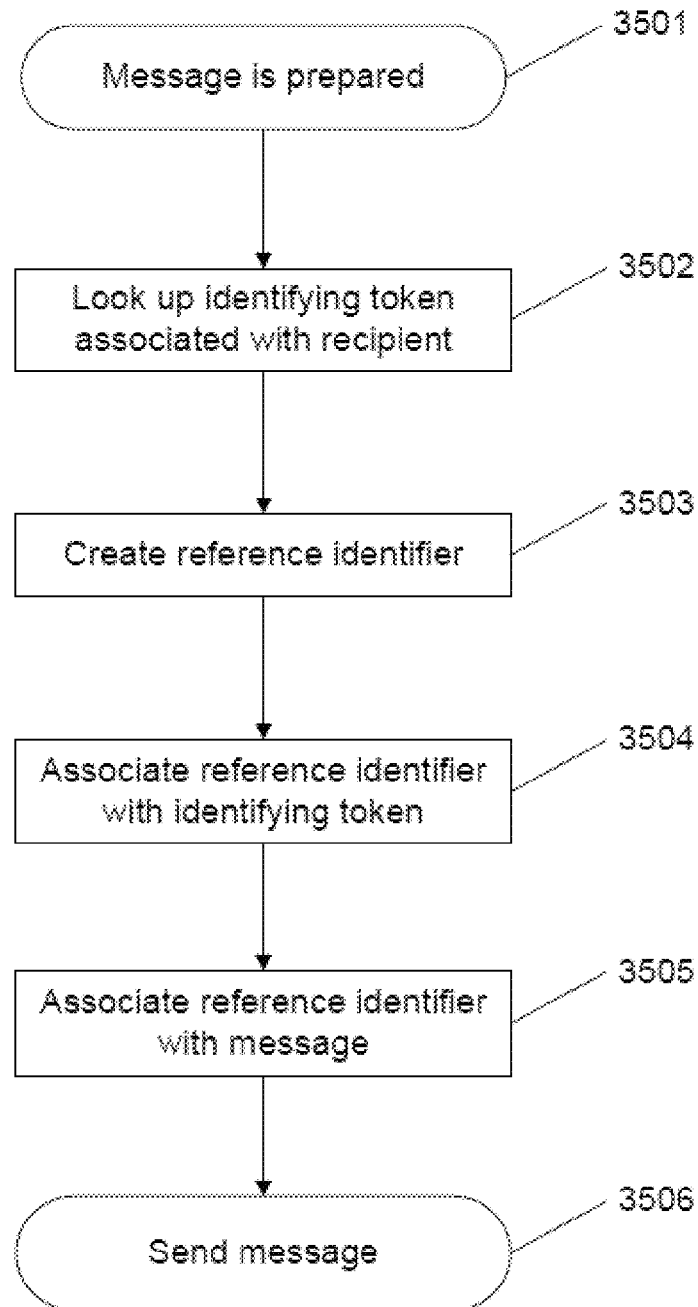 3501
Message is prepared
3502
Look up identifying token
associated with recipient
3503
Create reference identifier
3504
Associate reference identifier
with identifying token
3505
Associate reference identifier
with message
3506
Send message